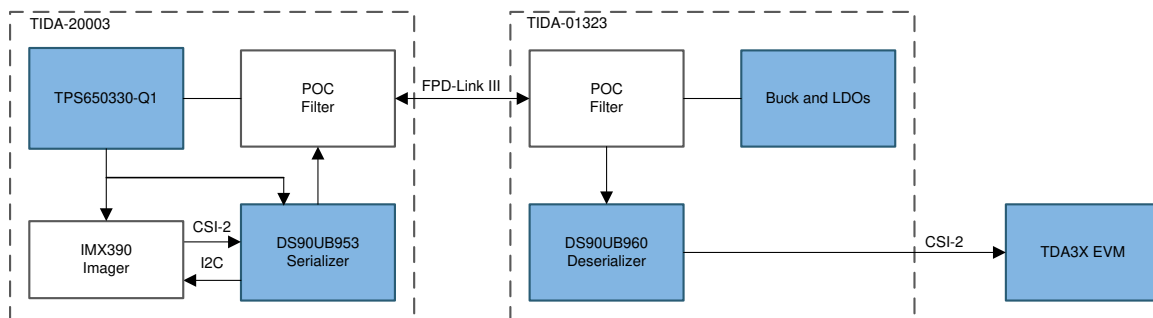 TIDA-20003
TIDA-01323
TPS650330-Q1
POC
Filter
FPD-Link III
POC
Filter
Buck and LDOs
IMX390
Imager
CSI-2
I2C
DS90UB953
Serializer
DS90UB960
Deserializer
CSI-2
TDA3X EVM